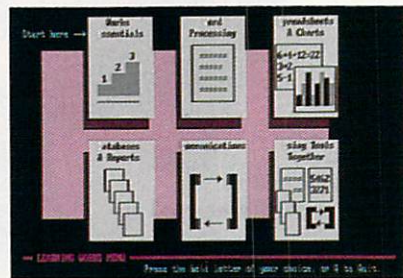 Start here →
Works
ssentials
ord
Processing
preadsheets
& Charts
1 2 3
6+4+12=22
3×2
5-1
atabases
& Reports
ommunications
sing Tools
Together
5462
3271
LEARNING WORKS MENU
Press the bold letter of your choice, or Q to Quit.